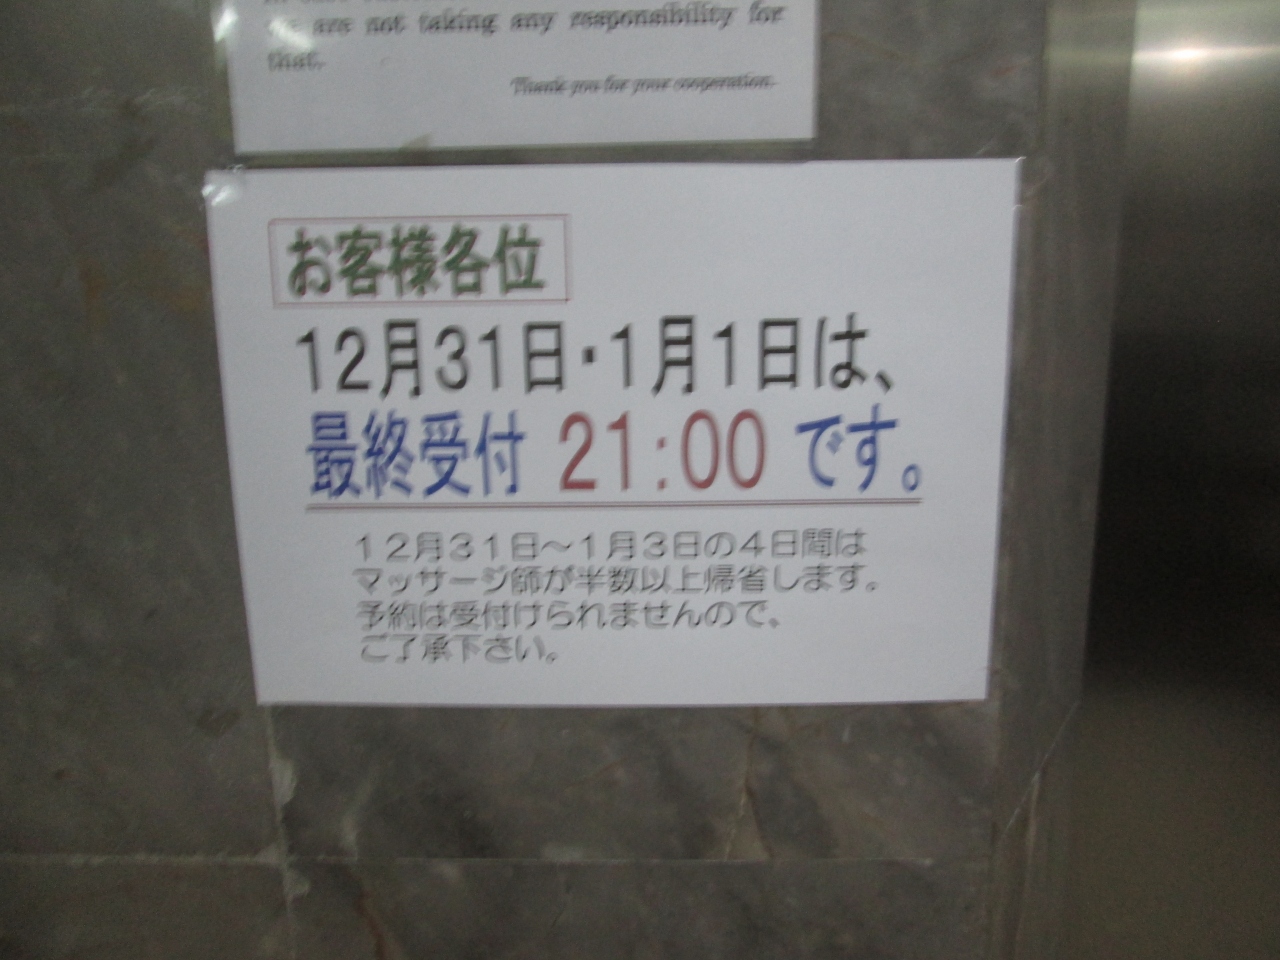 are not taking any responsibility for
that.
Thank you for your cooperation.
お客様各位
12月31日・1月1日は、
最終受付 21:00 です。
１２月３１日～１月３日の４日間は
マッサージ師が半数以上帰省します。
予約は受付けられませんので、
ご了承下さい。